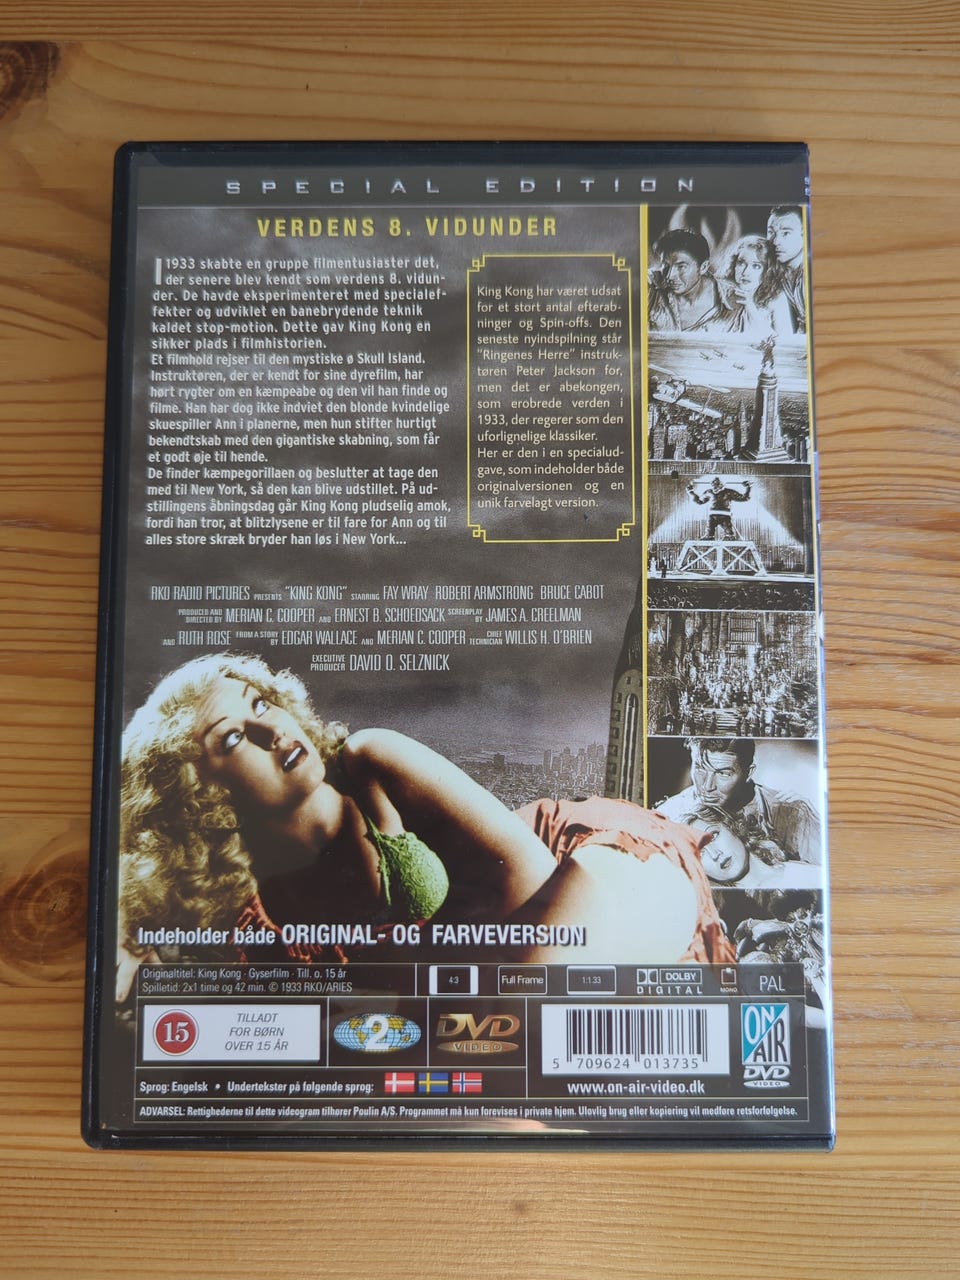 SPECIAL EDITION
VERDENS 8. VIDUNDER
I 1933 skabte en gruppe filmentusiaster det,
der senere blev kendt som verdens 8. vidun-
der. De havde eksperimenteret med specialef-
fekter og udviklet en banebrydende teknik
kaldet stop-motion. Dette gav King Kong en
sikker plads i filmhistorien.
Et filmhold rejser til den mystiske ø Skull Island.
Instruktøren, der er kendt for sine dyrefilm, har
hørt rygter om en kæmpeabe og den vil han finde og
filme. Han har dog ikke indviet den blonde kvindelige
skuespiller Ann i planerne, men hun stifter hurtigt
bekendtskab med den gigantiske skabning, som får
et godt øje til hende.
De finder kæmpegorillaen og beslutter at tage den
med til New York, så den kan blive udstillet. På ud-
stillingens åbningsdag går King Kong pludselig amok,
fordi han tror, at blitzlysene er til fare for Ann og til
alles store skræk bryder han løs i New York...
King Kong har været udsat
for et stort antal efterab-
ninger og Spin-offs. Den
seneste nyindspilning står
"Ringenes Herre" instruk-
tøren Peter Jackson for,
men det er abekongen,
som erobrede verden i
1933, der regerer som den
uforlignelige klassiker.
Her er den i en specialud-
gave, som indeholder både
originalversionen og en
unik farvelagt version.
RKO RADIO PICTURES PRESENTS "KING KONG" STARRING FAY WRAY ROBERT ARMSTRONG BRUCE CABOT
PRODUCED AND DIRECTED BY MERIAN C. COOPER AND ERNEST B. SCHOEDSACK SCREENPLAY BY JAMES A. CREELMAN
AND RUTH ROSE FROM A STORY BY EDGAR WALLACE AND MERIAN C. COOPER CHIEF TECHNICIAN WILLIS H. O'BRIEN
EXECUTIVE PRODUCER DAVID O. SELZNICK
Indeholder både ORIGINAL- OG FARVEVERSION
Originaltitel: King Kong · Gyserfilm · Till. o. 15 år
Spilletid: 2x1 time og 42 min. © 1933 RKO/ARIES
4:3
Full Frame
1:1.33
DOLBY
DIGITAL
MONO
PAL
15
TILLADT
FOR BØRN
OVER 15 ÅR
2
DVD
VIDEO
5 709624 013735
www.on-air-video.dk
ON
AIR
DVD
VIDEO
Sprog: Engelsk • Undertekster på følgende sprog:
ADVARSEL: Rettighederne til dette videogram tilhører Poulin A/S. Programmet må kun forevises i private hjem. Ulovlig brug eller kopiering vil medføre retsforfølgelse.